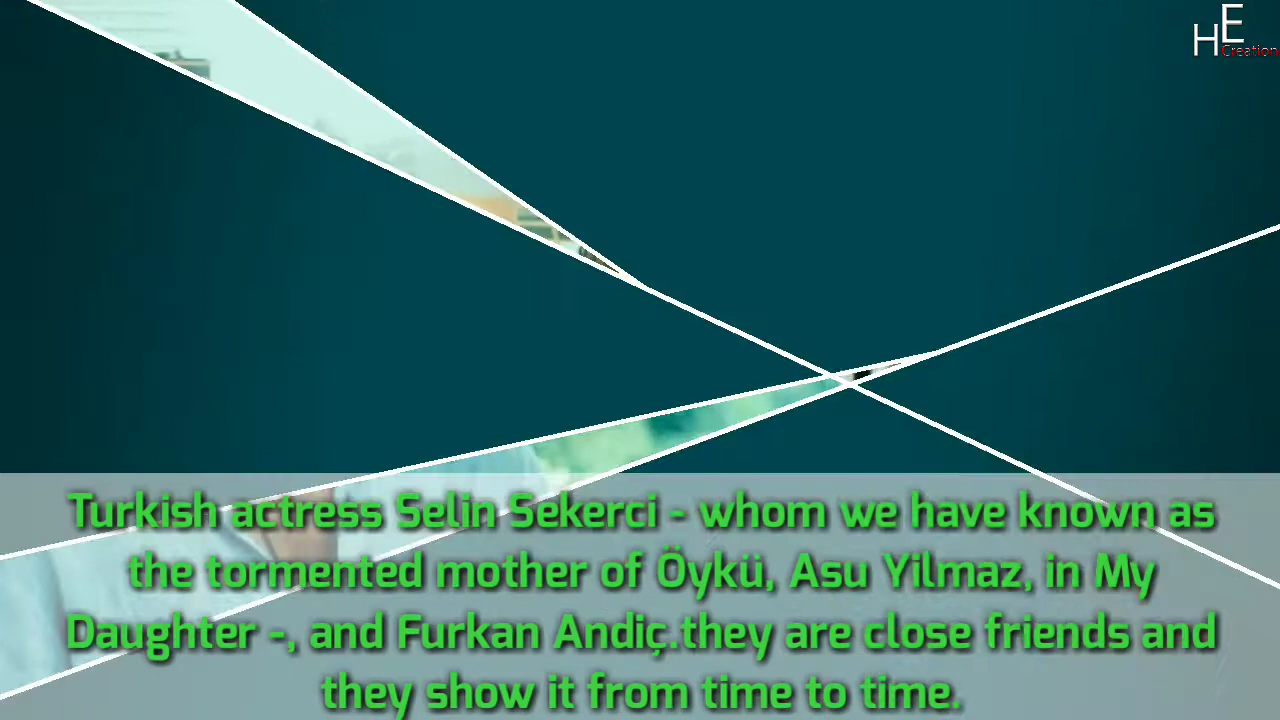 HE
Creation
Turkish actress Selin Sekerci - whom we have known as
the tormented mother of Öykü, Asu Yilmaz, in My
Daughter -, and Furkan Andiç.they are close friends and
they show it from time to time.